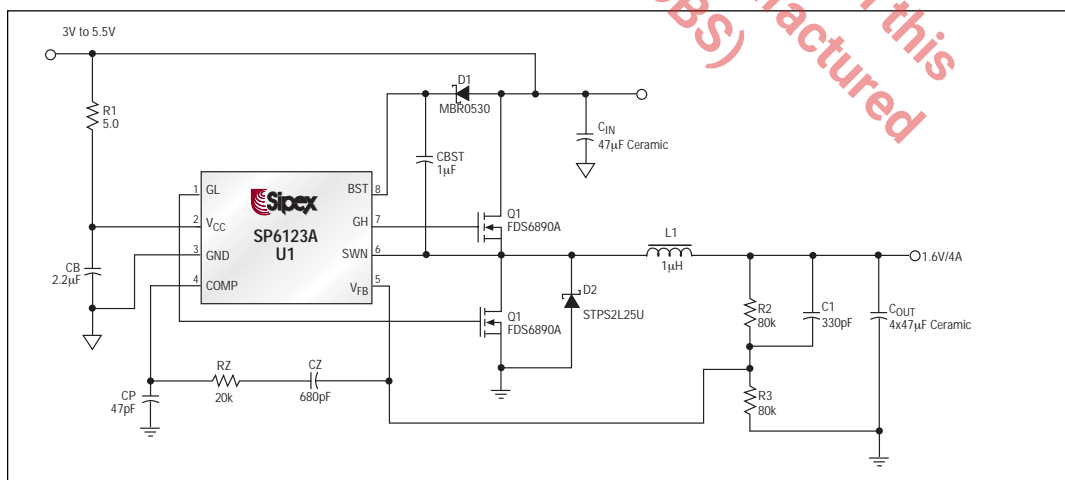 n this
factured
OBS)
3V to 5.5V
D1
MBR0530
R1
5.0
CIN
47µF Ceramic
CBST
1µF
1 GL
BST 8
Sipex
2 VCC
SP6123A
U1
GH 7
Q1
FDS6890A
3 GND
SWN 6
L1
1µH
1.6V/4A
4 COMP
VFB 5
CB
2.2µF
D2
STPS2L25U
Q1
FDS6890A
R2
80k
C1
330pF
COUT
4x47µF Ceramic
RZ
20k
CZ
680pF
CP
47pF
R3
80k